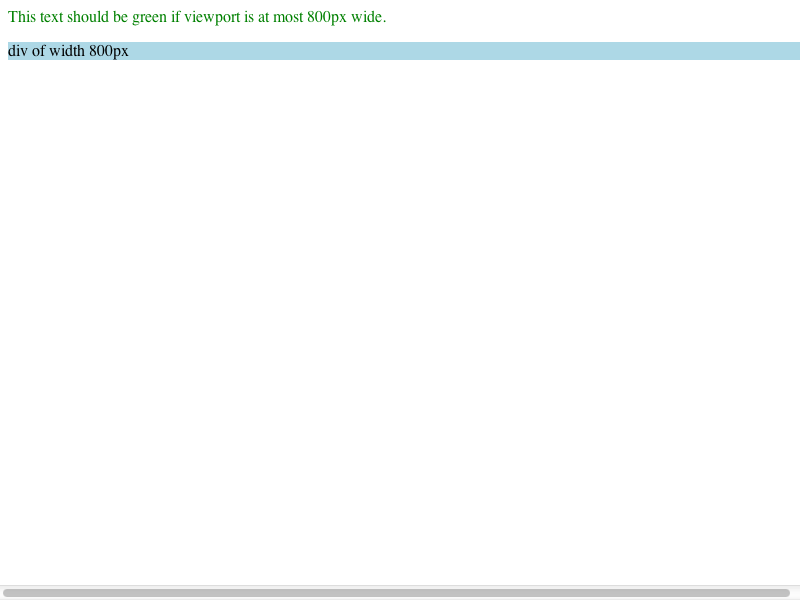 This text should be green if viewport is at most 800px wide.
div of width 800px